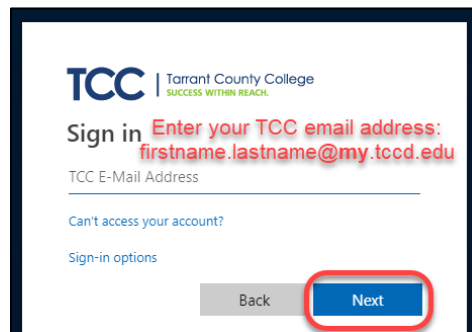 TCC | Tarrant County College
SUCCESS WITHIN REACH.
Sign in Enter your TCC email address:
firstname.lastname@my.tccd.edu
TCC E-Mail Address
Can't access your account?
Sign-in options
Back Next